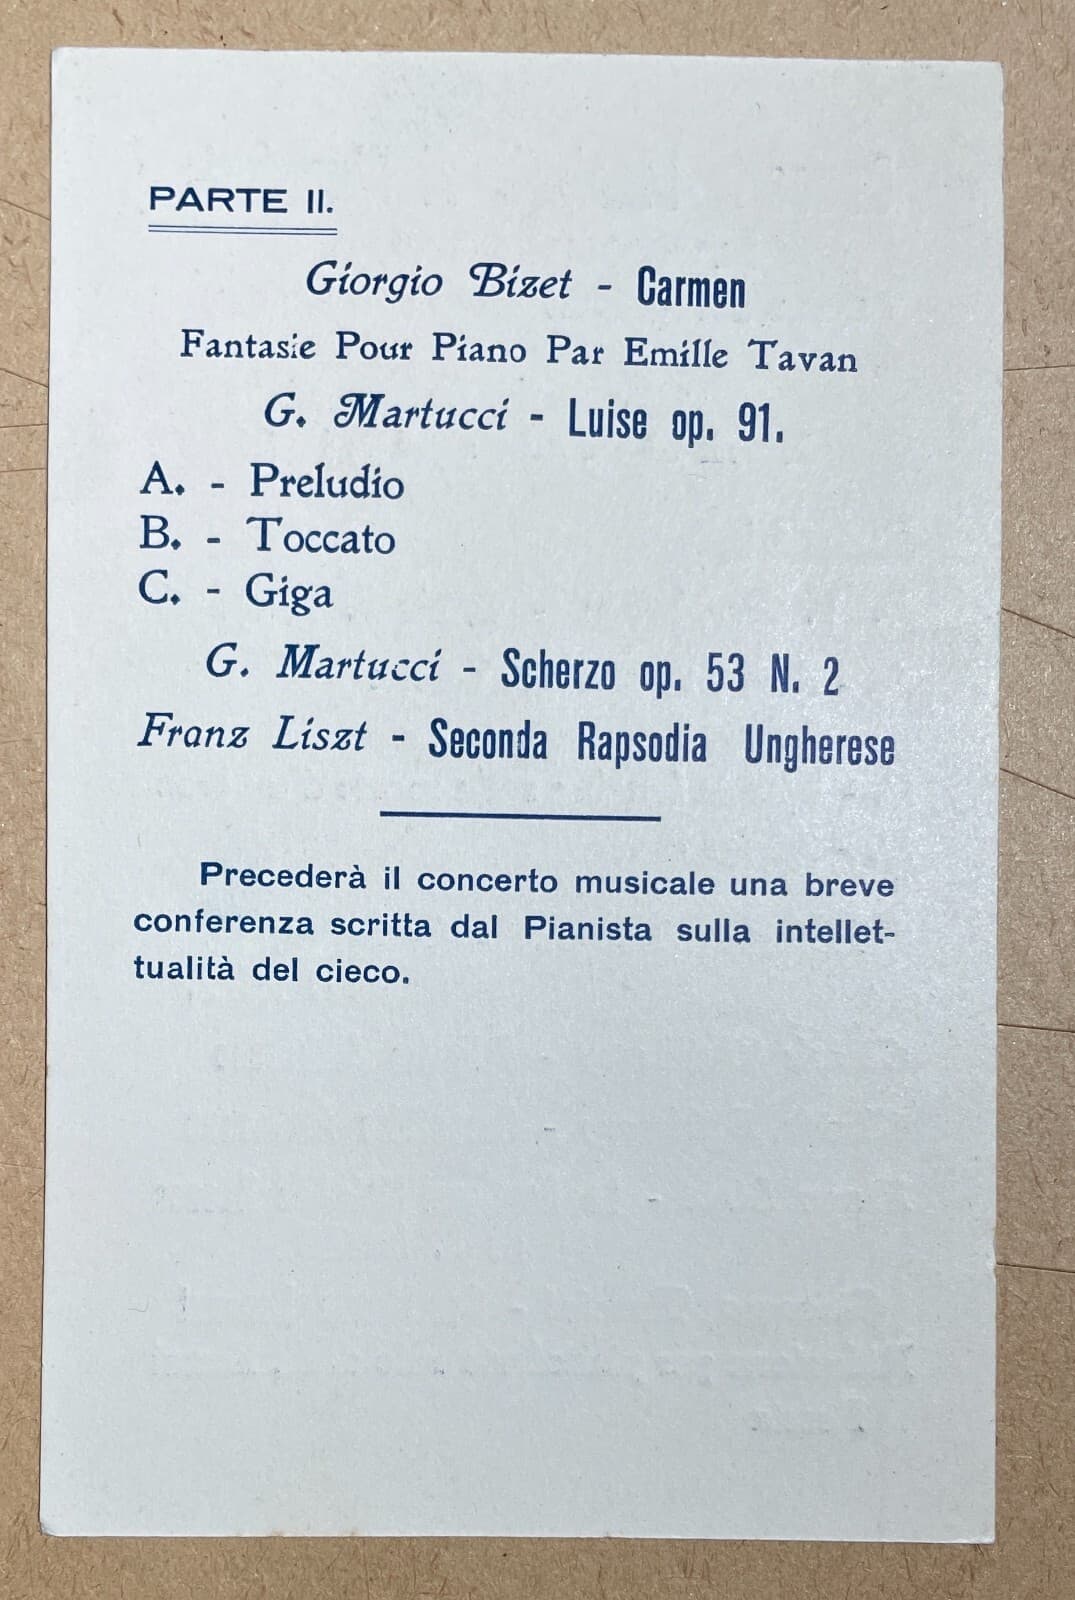 PARTE II.
Giorgio Bizet - Carmen
Fantasie Pour Piano Par Emille Tavan
G. Martucci - Luise op. 91.
A. - Preludio
B. - Toccato
C. - Giga
G. Martucci - Scherzo op. 53 N. 2
Franz Liszt - Seconda Rapsodia Ungherese
Precederà il concerto musicale una breve
conferenza scritta dal Pianista sulla intellet-
tualità del cieco.